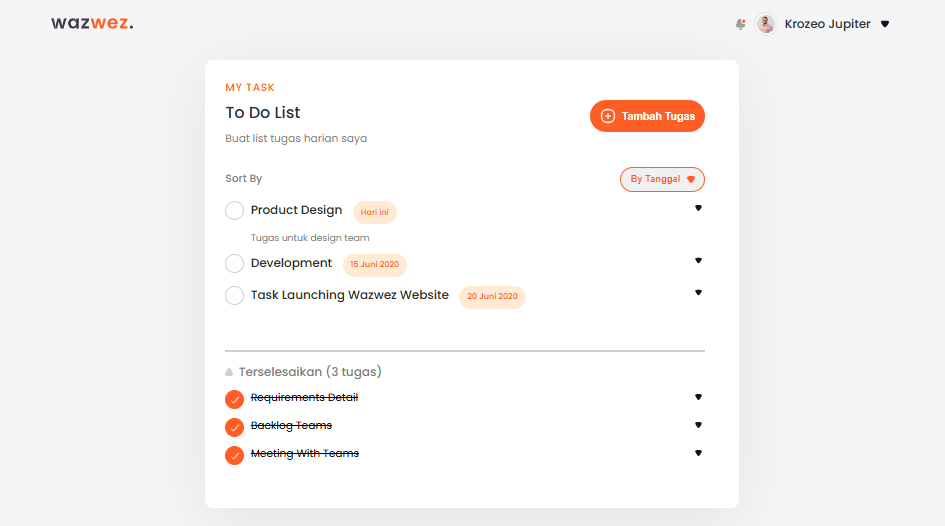 wazwez.
Krozeo Jupiter
MY TASK
To Do List
Tambah Tugas
Buat list tugas harian saya
Sort By
By Tanggal
Product Design
Hari ini
Tugas untuk design team
Development
15 Juni 2020
Task Launching Wazwez Website
20 Juni 2020
Terselesaikan (3 tugas)
Requirements Detail
Backlog Teams
Meeting With Teams